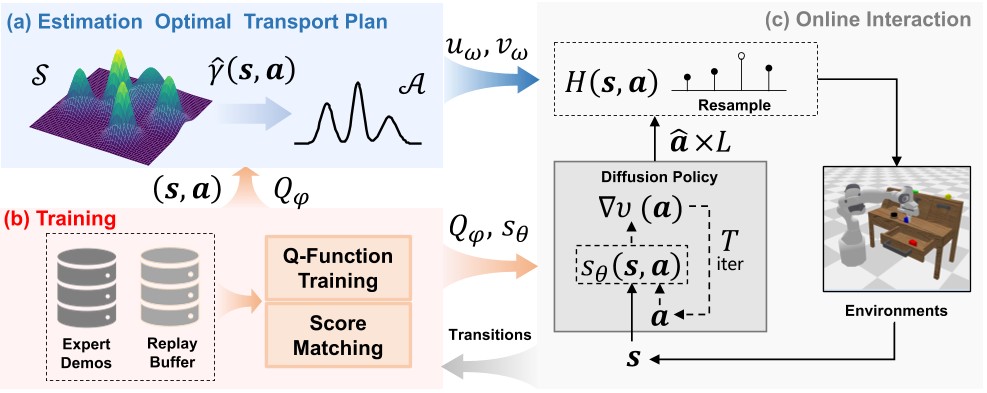 (a) Estimation Optimal Transport Plan
𝒮
γ̂(s, a)
𝒜
u_ω, v_ω
(s, a)
Q_φ
(b) Training
Expert
Demos
Replay
Buffer
Q-Function
Training
Score
Matching
Q_φ, s_θ
Transitions
(c) Online Interaction
H(s, a)
Resample
â ×L
Diffusion Policy
∇υ (a)
s_θ(s, a)
T
iter
a
s
Environments